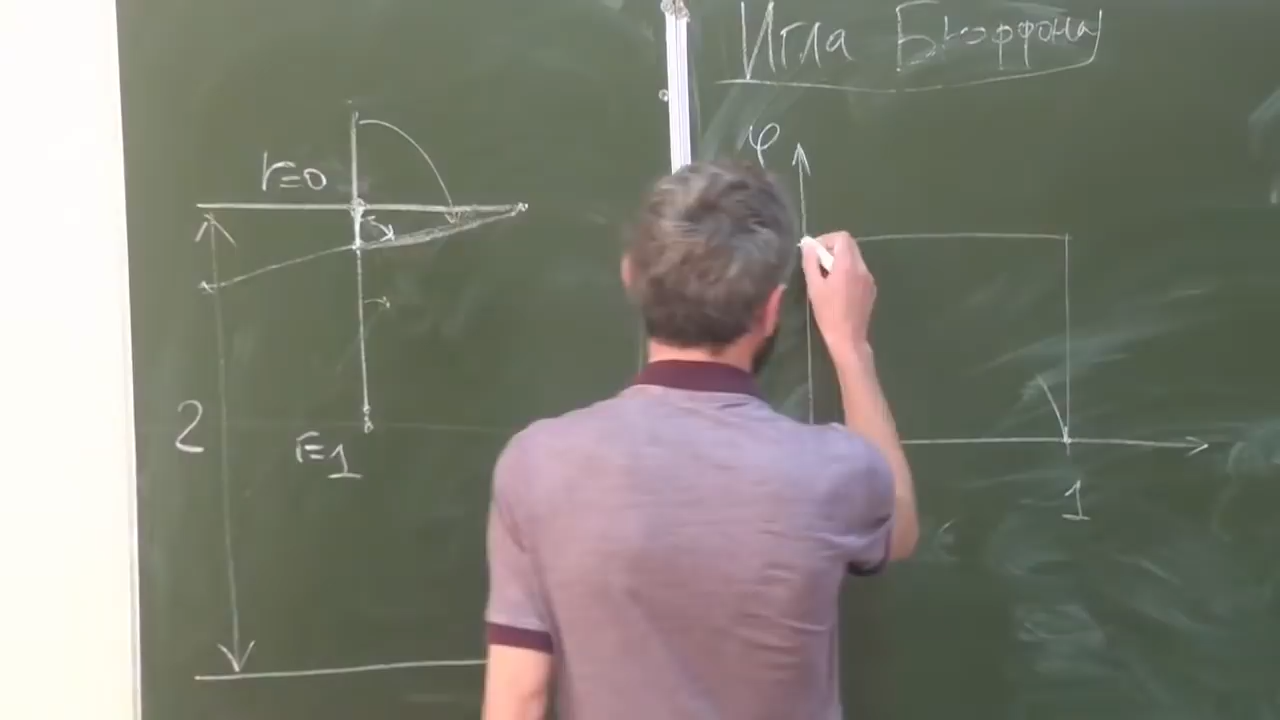 Игла Бюффона
φ
r=0
2
r=1
1